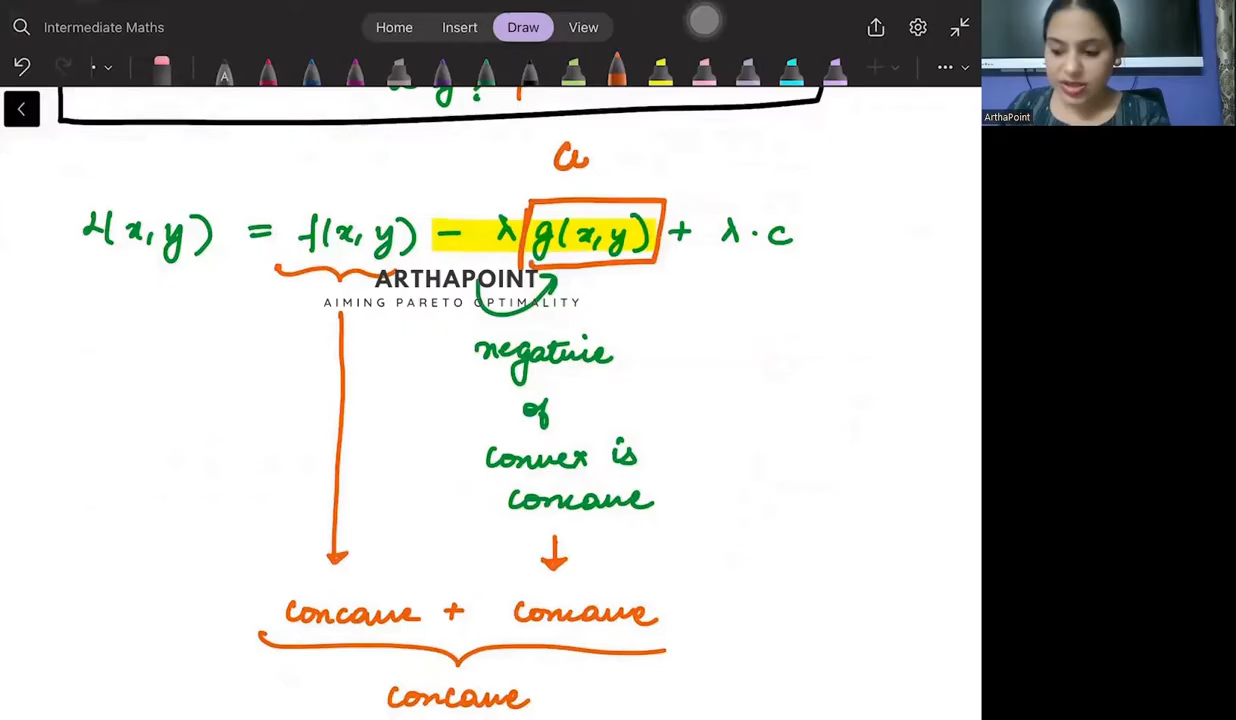 Intermediate Maths
Home Insert Draw View
A
ArthaPoint
y?
L(x,y) = f(x,y) - λ g(x,y) + λ·c
ARTHAPOINT
AIMING PARETO OPTIMALITY
negative
of
convex is
concave
concave + concave
concave